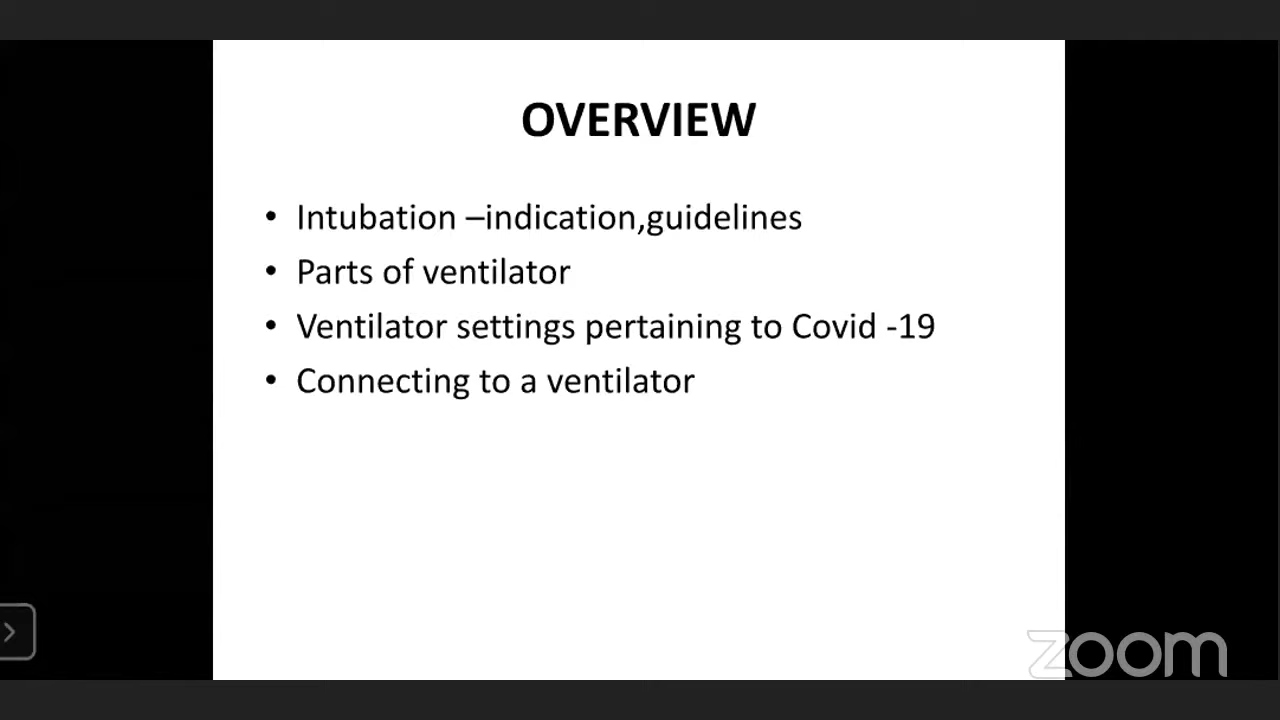 OVERVIEW
• Intubation –indication,guidelines
• Parts of ventilator
• Ventilator settings pertaining to Covid -19
• Connecting to a ventilator
zoom